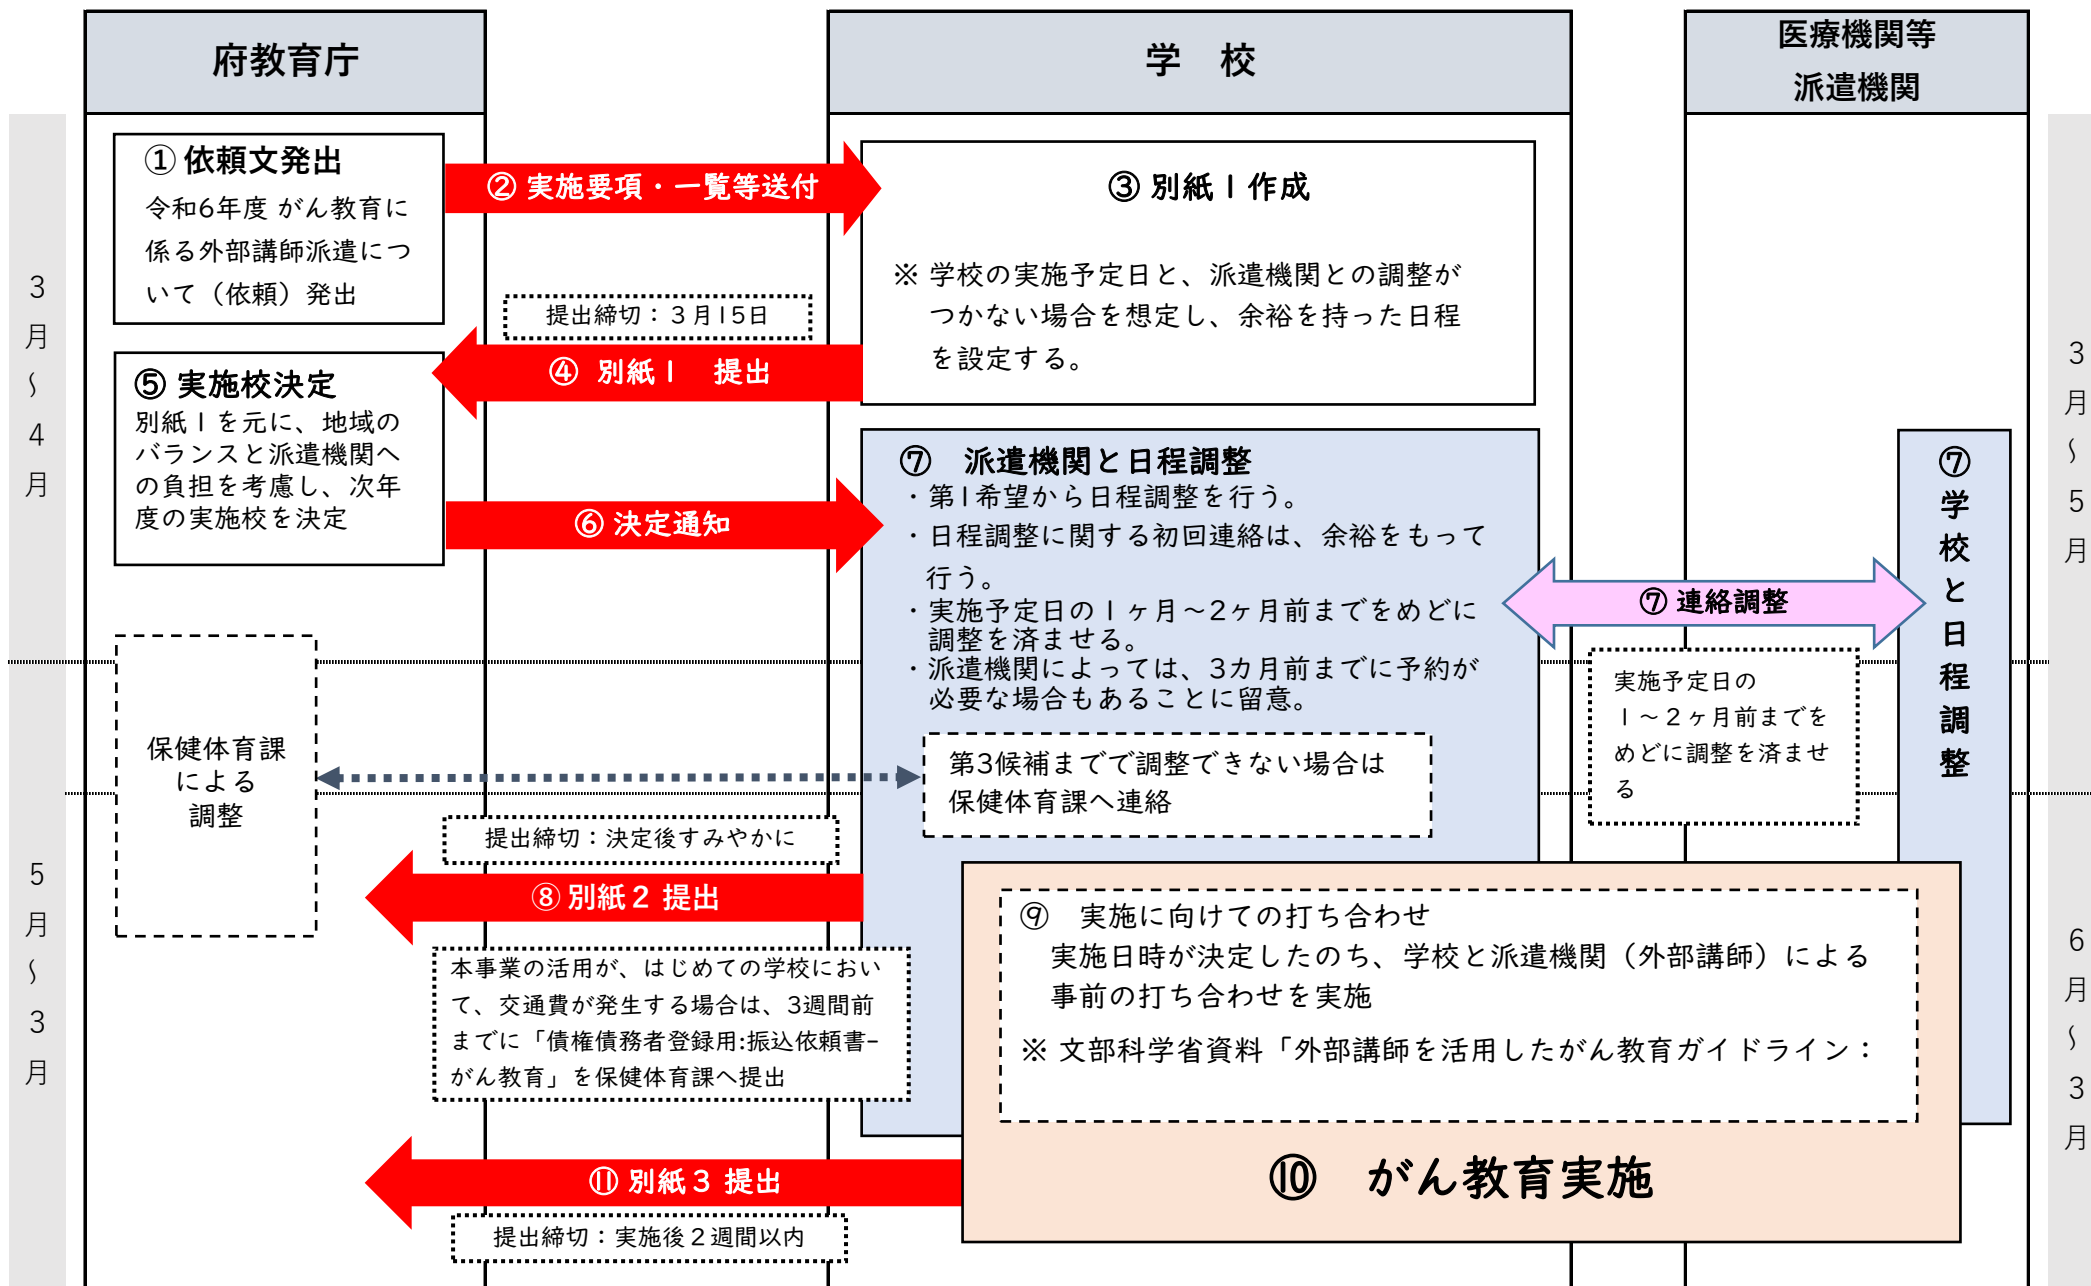 府教育庁
学　校
医療機関等
派遣機関
3月〜4月
5月〜3月
3月〜5月
6月〜3月
① 依頼文発出
令和6年度 がん教育に
係る外部講師派遣につ
いて（依頼）発出
② 実施要項・一覧等送付
③ 別紙１作成
※ 学校の実施予定日と、派遣機関との調整が
つかない場合を想定し、余裕を持った日程
を設定する。
提出締切：３月15日
④ 別紙１　提出
⑤ 実施校決定
別紙１を元に、地域の
バランスと派遣機関へ
の負担を考慮し、次年
度の実施校を決定
⑥ 決定通知
⑦　派遣機関と日程調整
・第1希望から日程調整を行う。
・日程調整に関する初回連絡は、余裕をもって
行う。
・実施予定日の１ヶ月～2ヶ月前までをめどに
調整を済ませる。
・派遣機関によっては、3カ月前までに予約が
必要な場合もあることに留意。
⑦ 連絡調整
⑦学校と日程調整
実施予定日の
１～２ヶ月前までを
めどに調整を済ませ
る
保健体育課
による
調整
第3候補までで調整できない場合は
保健体育課へ連絡
提出締切：決定後すみやかに
⑧ 別紙２ 提出
本事業の活用が、はじめての学校におい
て、交通費が発生する場合は、3週間前
までに「債権債務者登録用:振込依頼書−
がん教育」を保健体育課へ提出
⑨　実施に向けての打ち合わせ
実施日時が決定したのち、学校と派遣機関（外部講師）による
事前の打ち合わせを実施
※ 文部科学省資料「外部講師を活用したがん教育ガイドライン：
⑩　がん教育実施
⑪ 別紙３ 提出
提出締切：実施後２週間以内